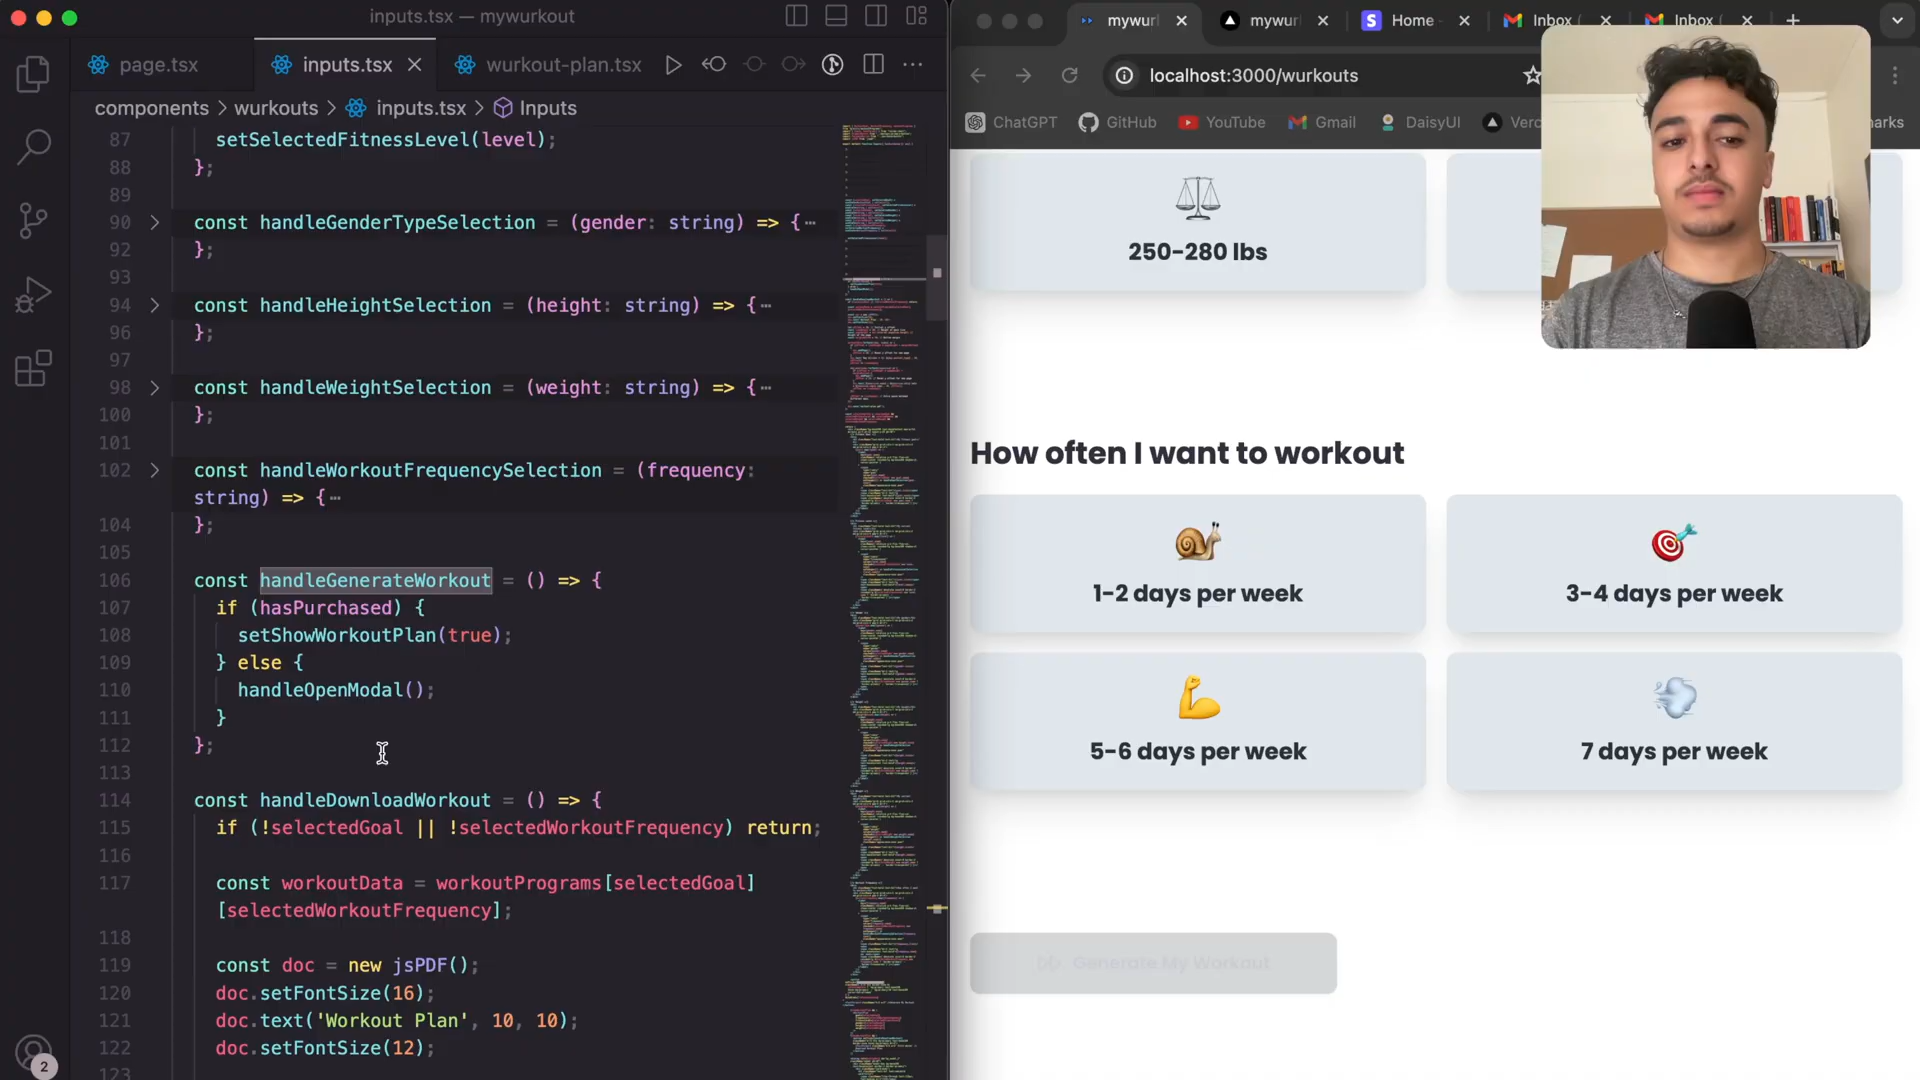 inputs.tsx — mywurkout
page.tsx
inputs.tsx
wurkout-plan.tsx
components > wurkouts > inputs.tsx > Inputs
87 setSelectedFitnessLevel(level);
88 };
89
90 const handleGenderTypeSelection = (gender: string) => {…
92 };
93
94 const handleHeightSelection = (height: string) => {…
96 };
97
98 const handleWeightSelection = (weight: string) => {…
100 };
101
102 const handleWorkoutFrequencySelection = (frequency:
string) => {…
104 };
105
106 const handleGenerateWorkout = () => {
107 if (hasPurchased) {
108 setShowWorkoutPlan(true);
109 } else {
110 handleOpenModal();
111 }
112 };
113
114 const handleDownloadWorkout = () => {
115 if (!selectedGoal || !selectedWorkoutFrequency) return;
116
117 const workoutData = workoutPrograms[selectedGoal]
[selectedWorkoutFrequency];
118
119 const doc = new jsPDF();
120 doc.setFontSize(16);
121 doc.text('Workout Plan', 10, 10);
122 doc.setFontSize(12);
123
2
mywurl
mywurl
Home
Inbox (
Inbox (
localhost:3000/wurkouts
ChatGPT
GitHub
YouTube
Gmail
DaisyUI
Verc
marks
250-280 lbs
How often I want to workout
1-2 days per week
3-4 days per week
5-6 days per week
7 days per week
Generate My Workout